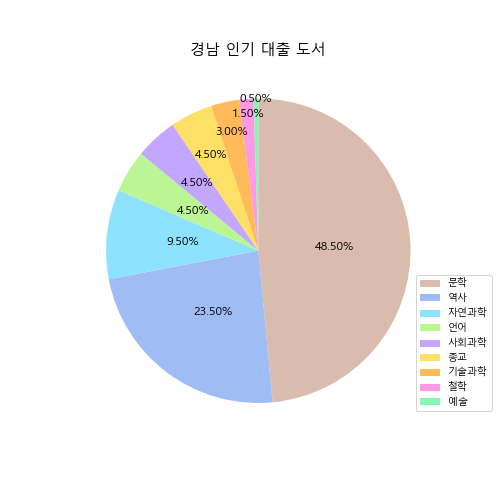 경남 인기 대출 도서
0.50%
1.50%
3.00%
4.50%
4.50%
4.50%
9.50%
48.50%
23.50%
문학
역사
자연과학
언어
사회과학
종교
기술과학
철학
예술